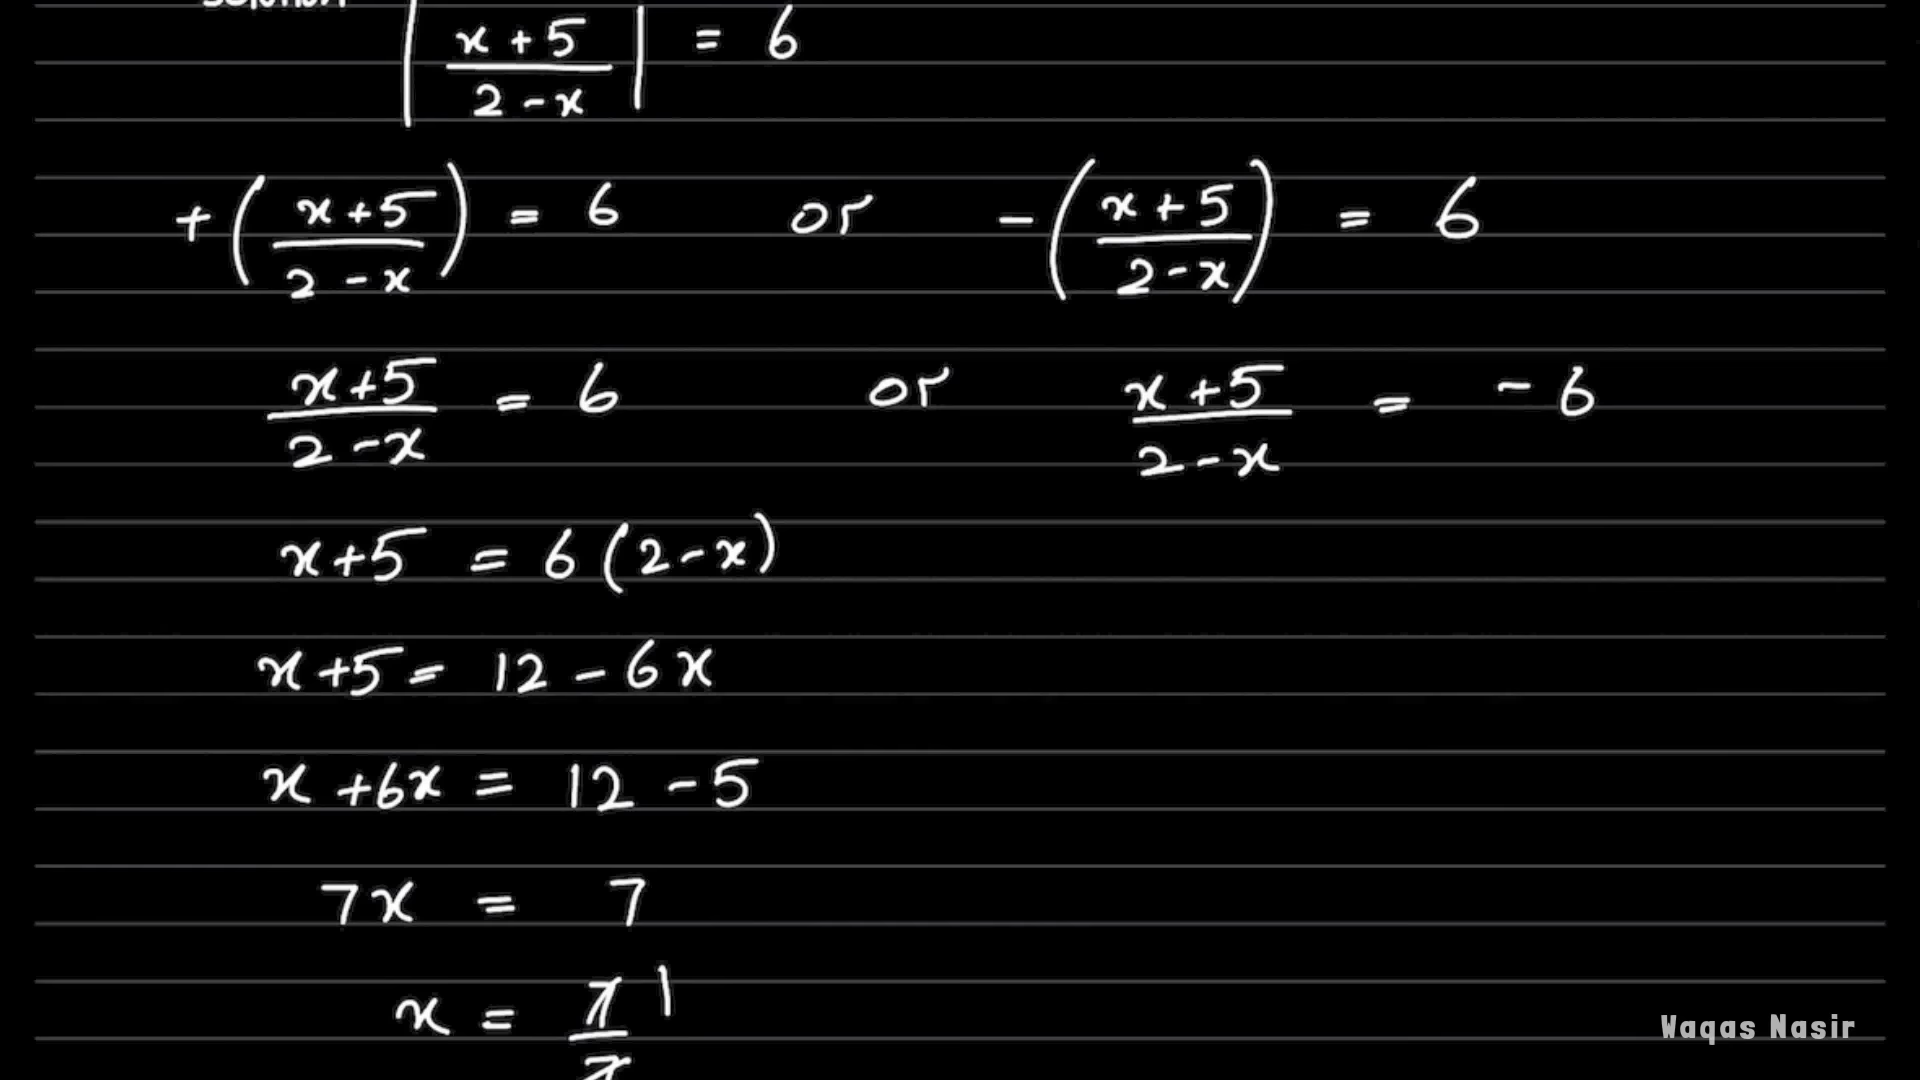 Solution
| x + 5 / 2 - x | = 6
+ ( x + 5 / 2 - x ) = 6 or - ( x + 5 / 2 - x ) = 6
x + 5 / 2 - x = 6 or x + 5 / 2 - x = - 6
x + 5 = 6 ( 2 - x )
x + 5 = 12 - 6x
x + 6x = 12 - 5
7x = 7
x = 7 / 7 1
Waqas Nasir